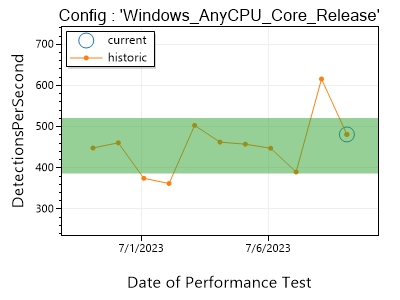 Config : 'Windows_AnyCPU_Core_Release'
current
historic
DetectionsPerSecond
700
600
500
400
300
7/1/2023
7/6/2023
Date of Performance Test